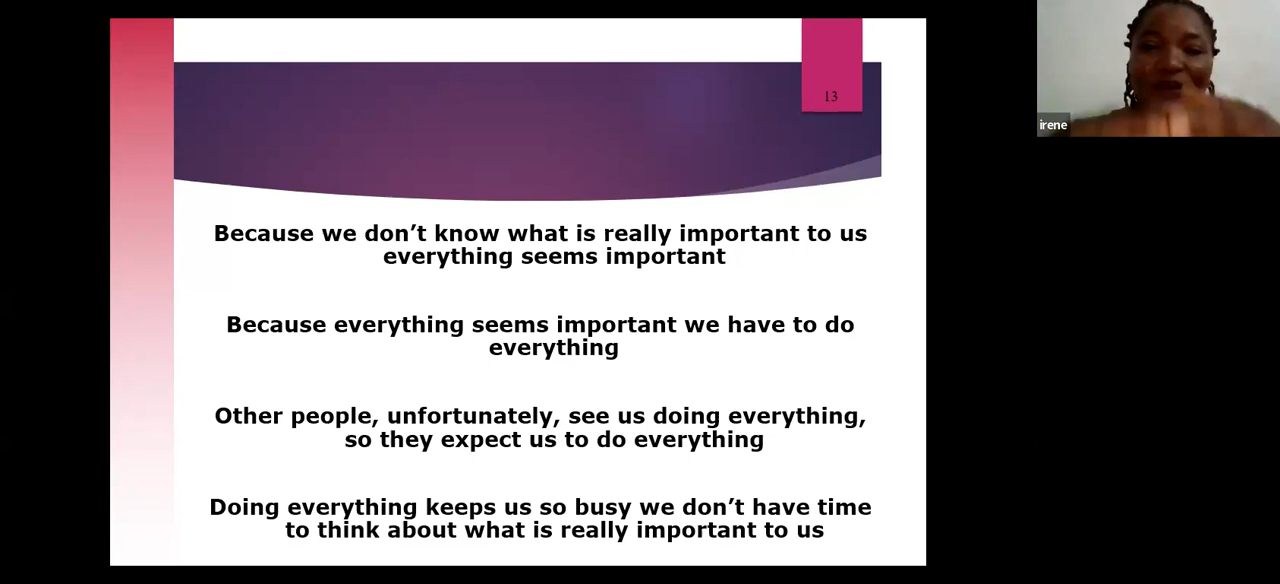 13
irene
Because we don’t know what is really important to us
everything seems important
Because everything seems important we have to do
everything
Other people, unfortunately, see us doing everything,
so they expect us to do everything
Doing everything keeps us so busy we don’t have time
to think about what is really important to us